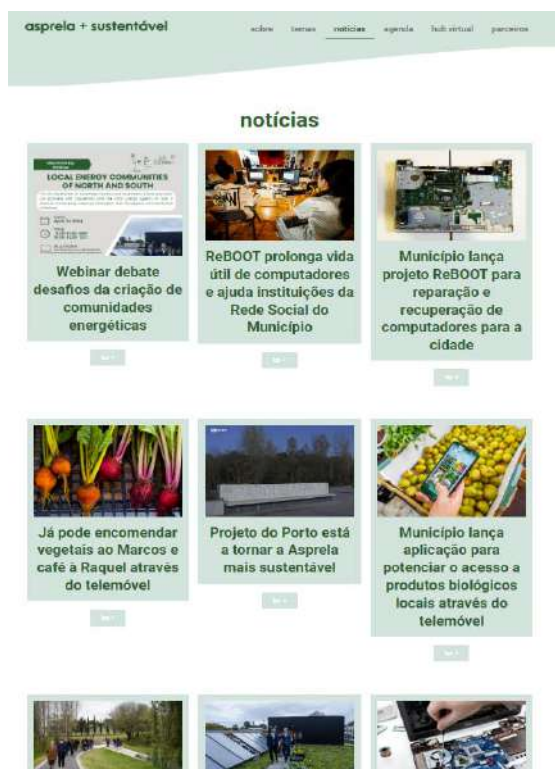 asprela + sustentável
sobre temas notícias agenda hub virtual parceiros
notícias
LOCAL ENERGY COMMUNITIES
OF NORTH AND SOUTH
Webinar debate
desafios da criação de
comunidades
energéticas
ReBOOT prolonga vida
útil de computadores
e ajuda instituições da
Rede Social do
Município
Município lança
projeto ReBOOT para
reparação e
recuperação de
computadores para a
cidade
Já pode encomendar
vegetais ao Marcos e
café à Raquel através
do telemóvel
Projeto do Porto está
a tornar a Asprela
mais sustentável
Município lança
aplicação para
potenciar o acesso a
produtos biológicos
locais através do
telemóvel